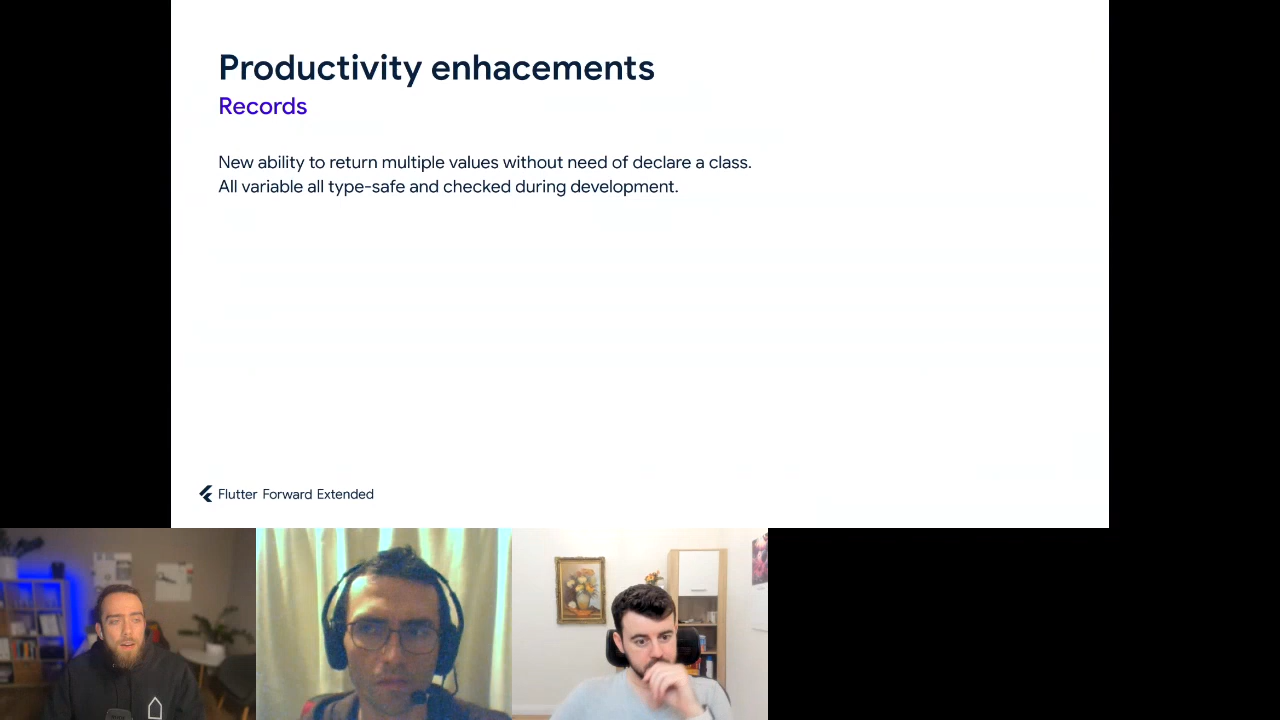 Productivity enhacements
Records
New ability to return multiple values without need of declare a class.
All variable all type-safe and checked during development.
Flutter Forward Extended